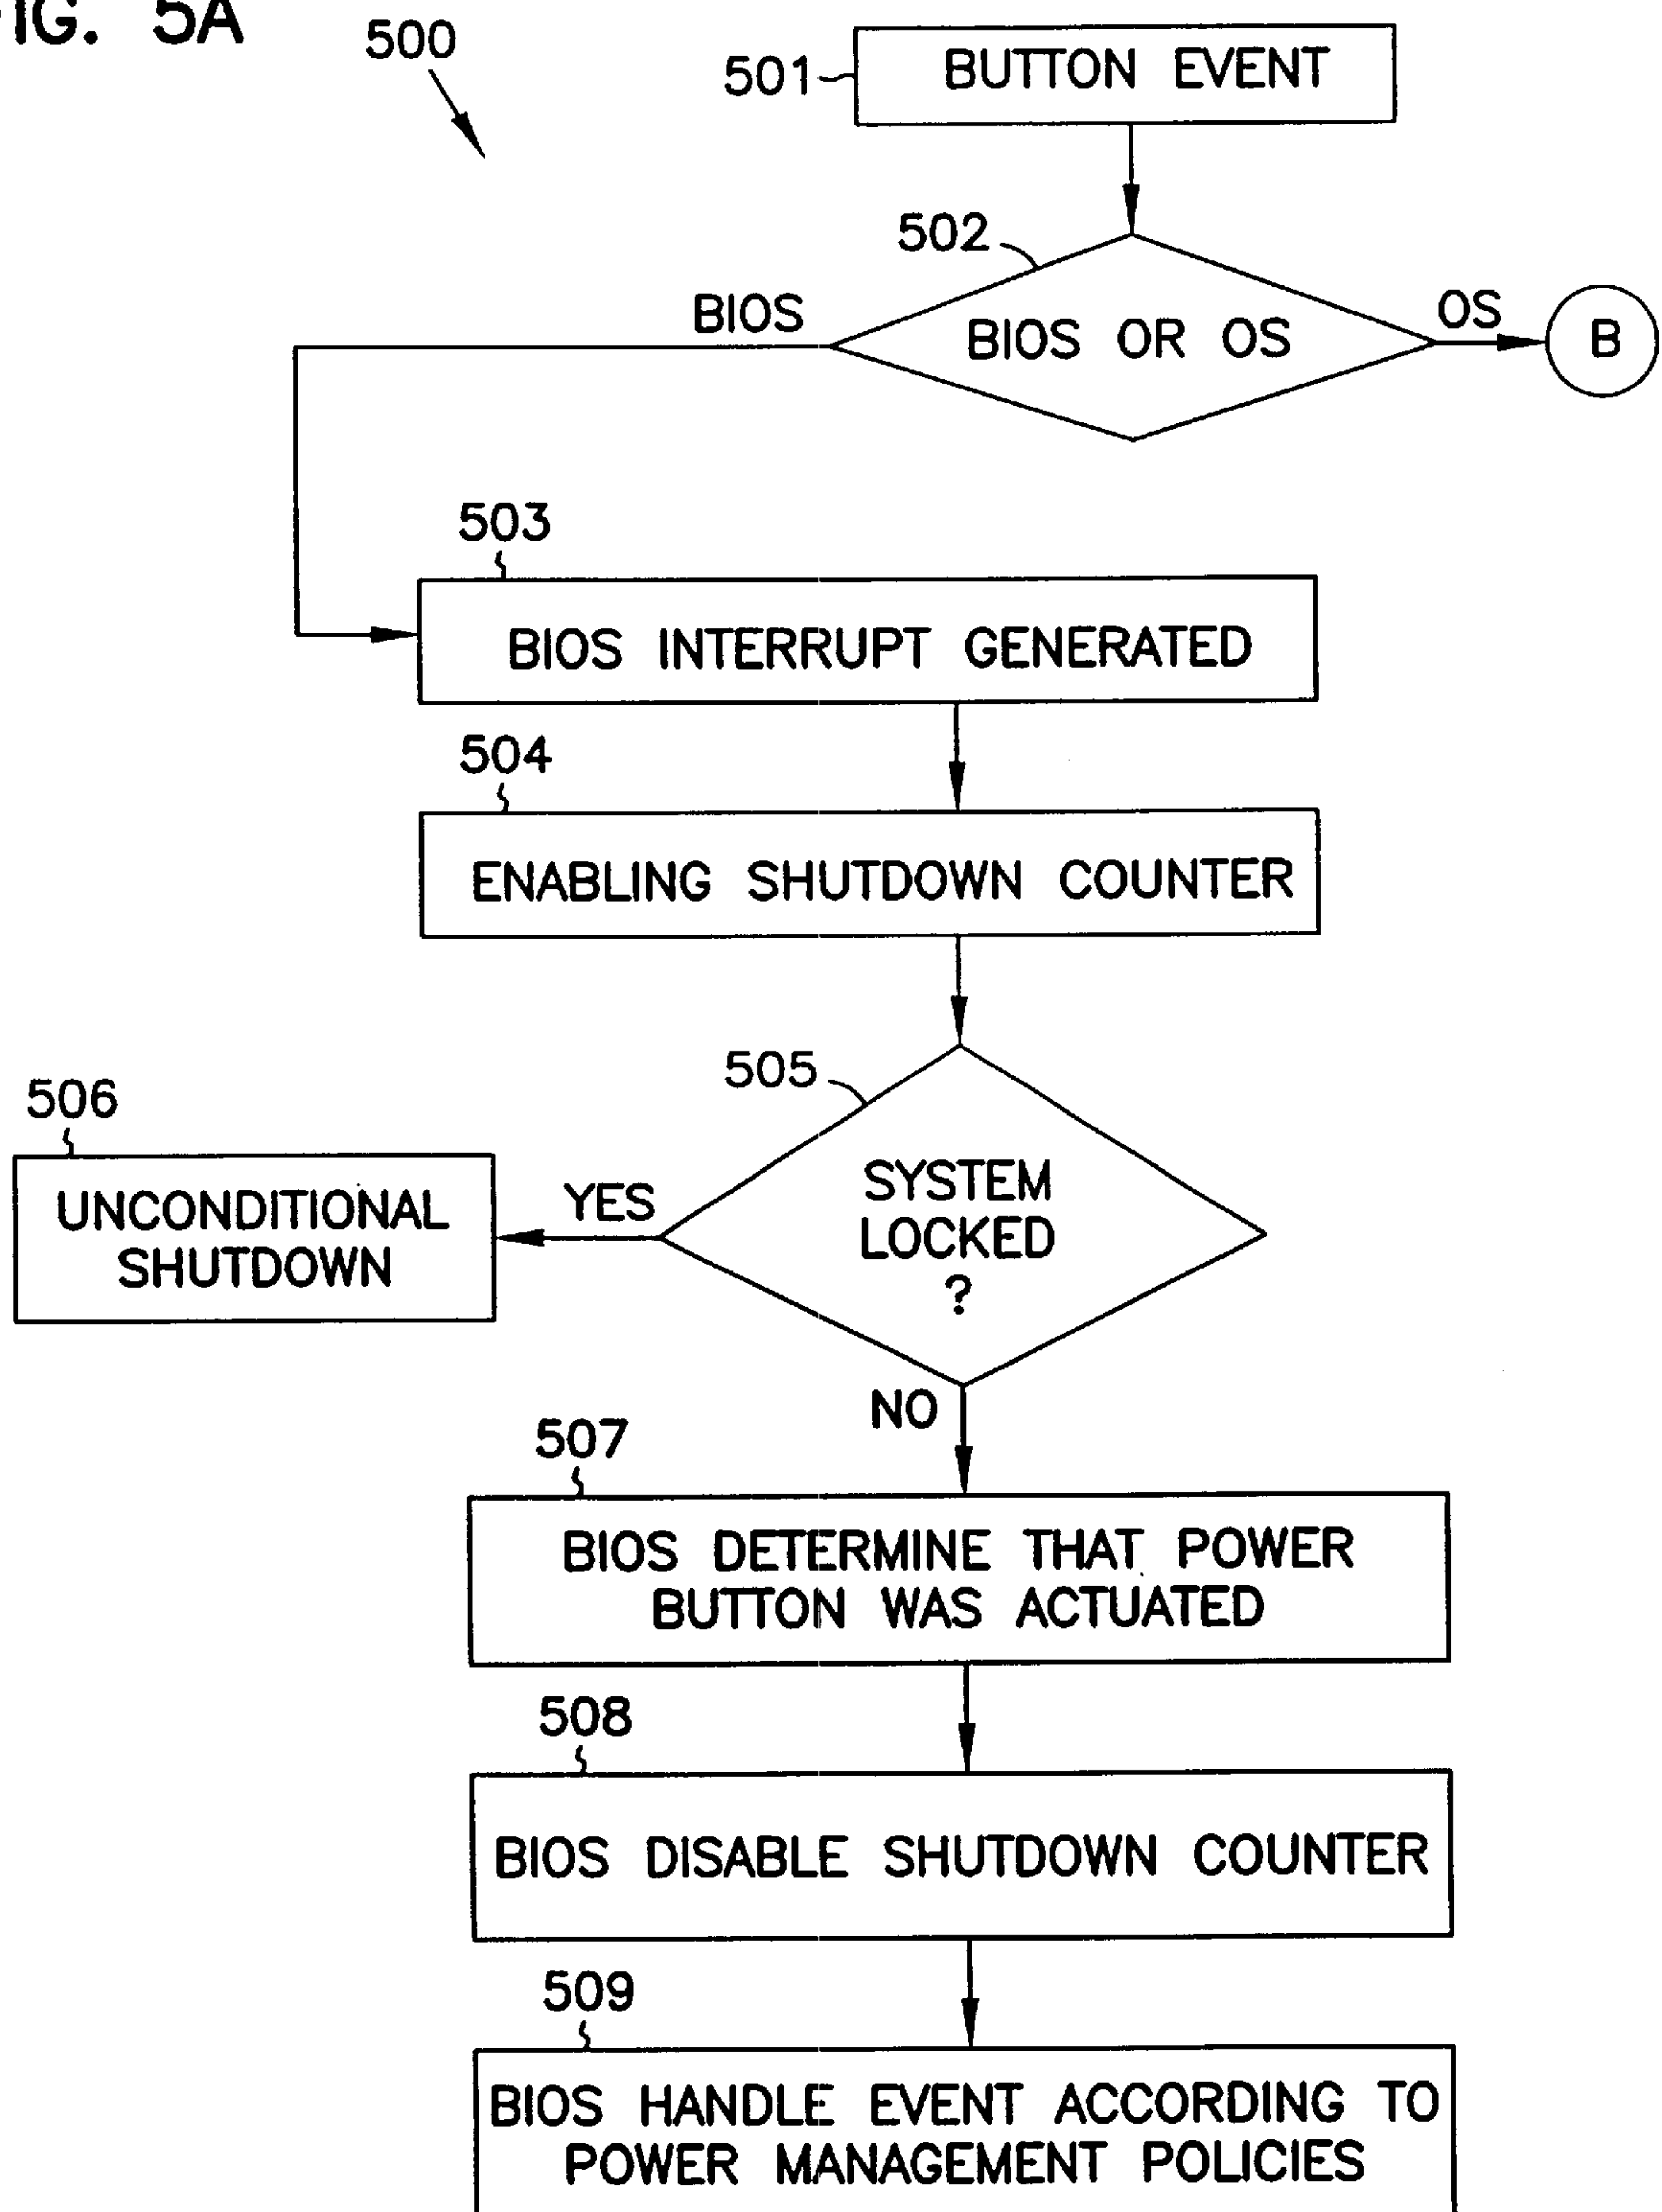 FIG. 5A
500
501
BUTTON EVENT
502
BIOS
BIOS OR OS
OS
B
503
BIOS INTERRUPT GENERATED
504
ENABLING SHUTDOWN COUNTER
505
506
UNCONDITIONAL
SHUTDOWN
YES
SYSTEM
LOCKED
?
NO
507
BIOS DETERMINE THAT POWER
BUTTON WAS ACTUATED
508
BIOS DISABLE SHUTDOWN COUNTER
509
BIOS HANDLE EVENT ACCORDING TO
POWER MANAGEMENT POLICIES